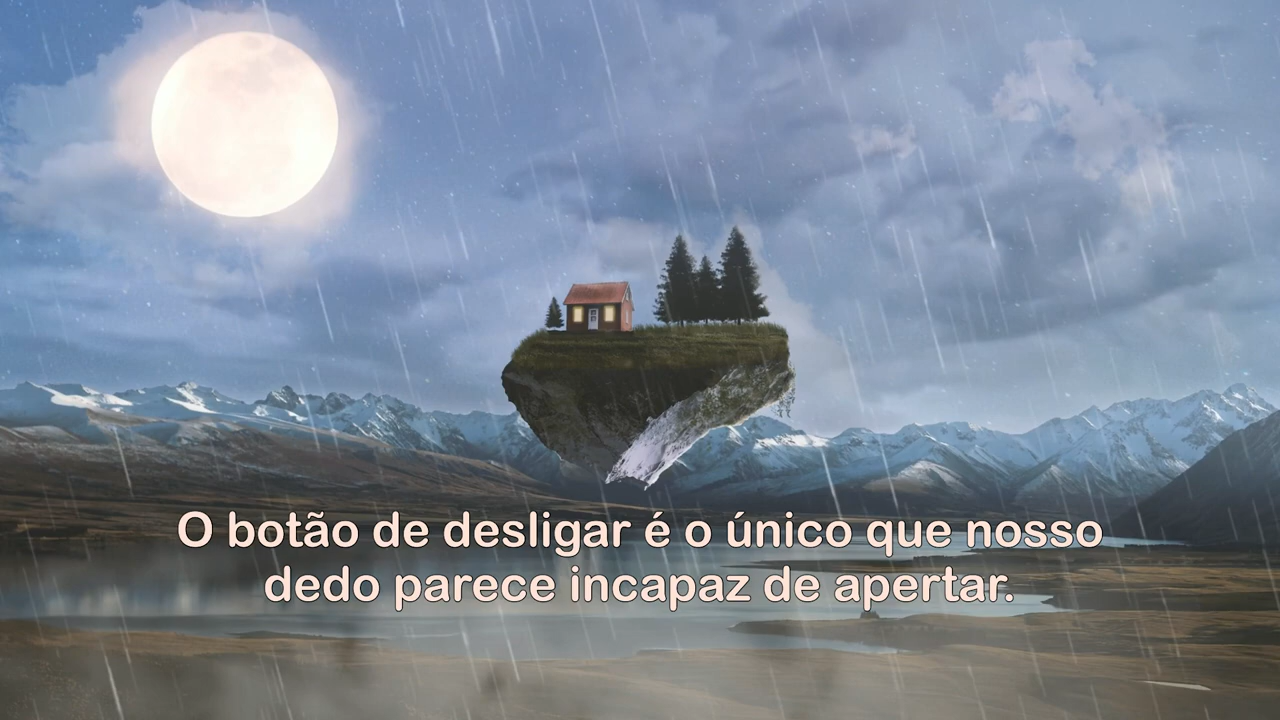 O botão de desligar é o único que nosso
dedo parece incapaz de apertar.